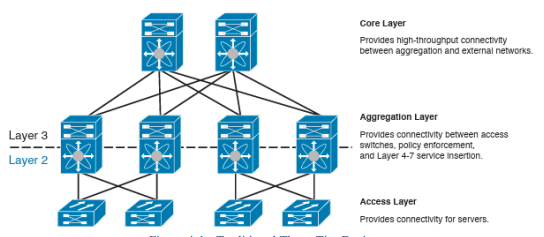 Core Layer
Provides high-throughput connectivity
between aggregation and external networks.
Aggregation Layer
Provides connectivity between access
switches, policy enforcement,
and Layer 4-7 service insertion.
Layer 3
Layer 2
Access Layer
Provides connectivity for servers.